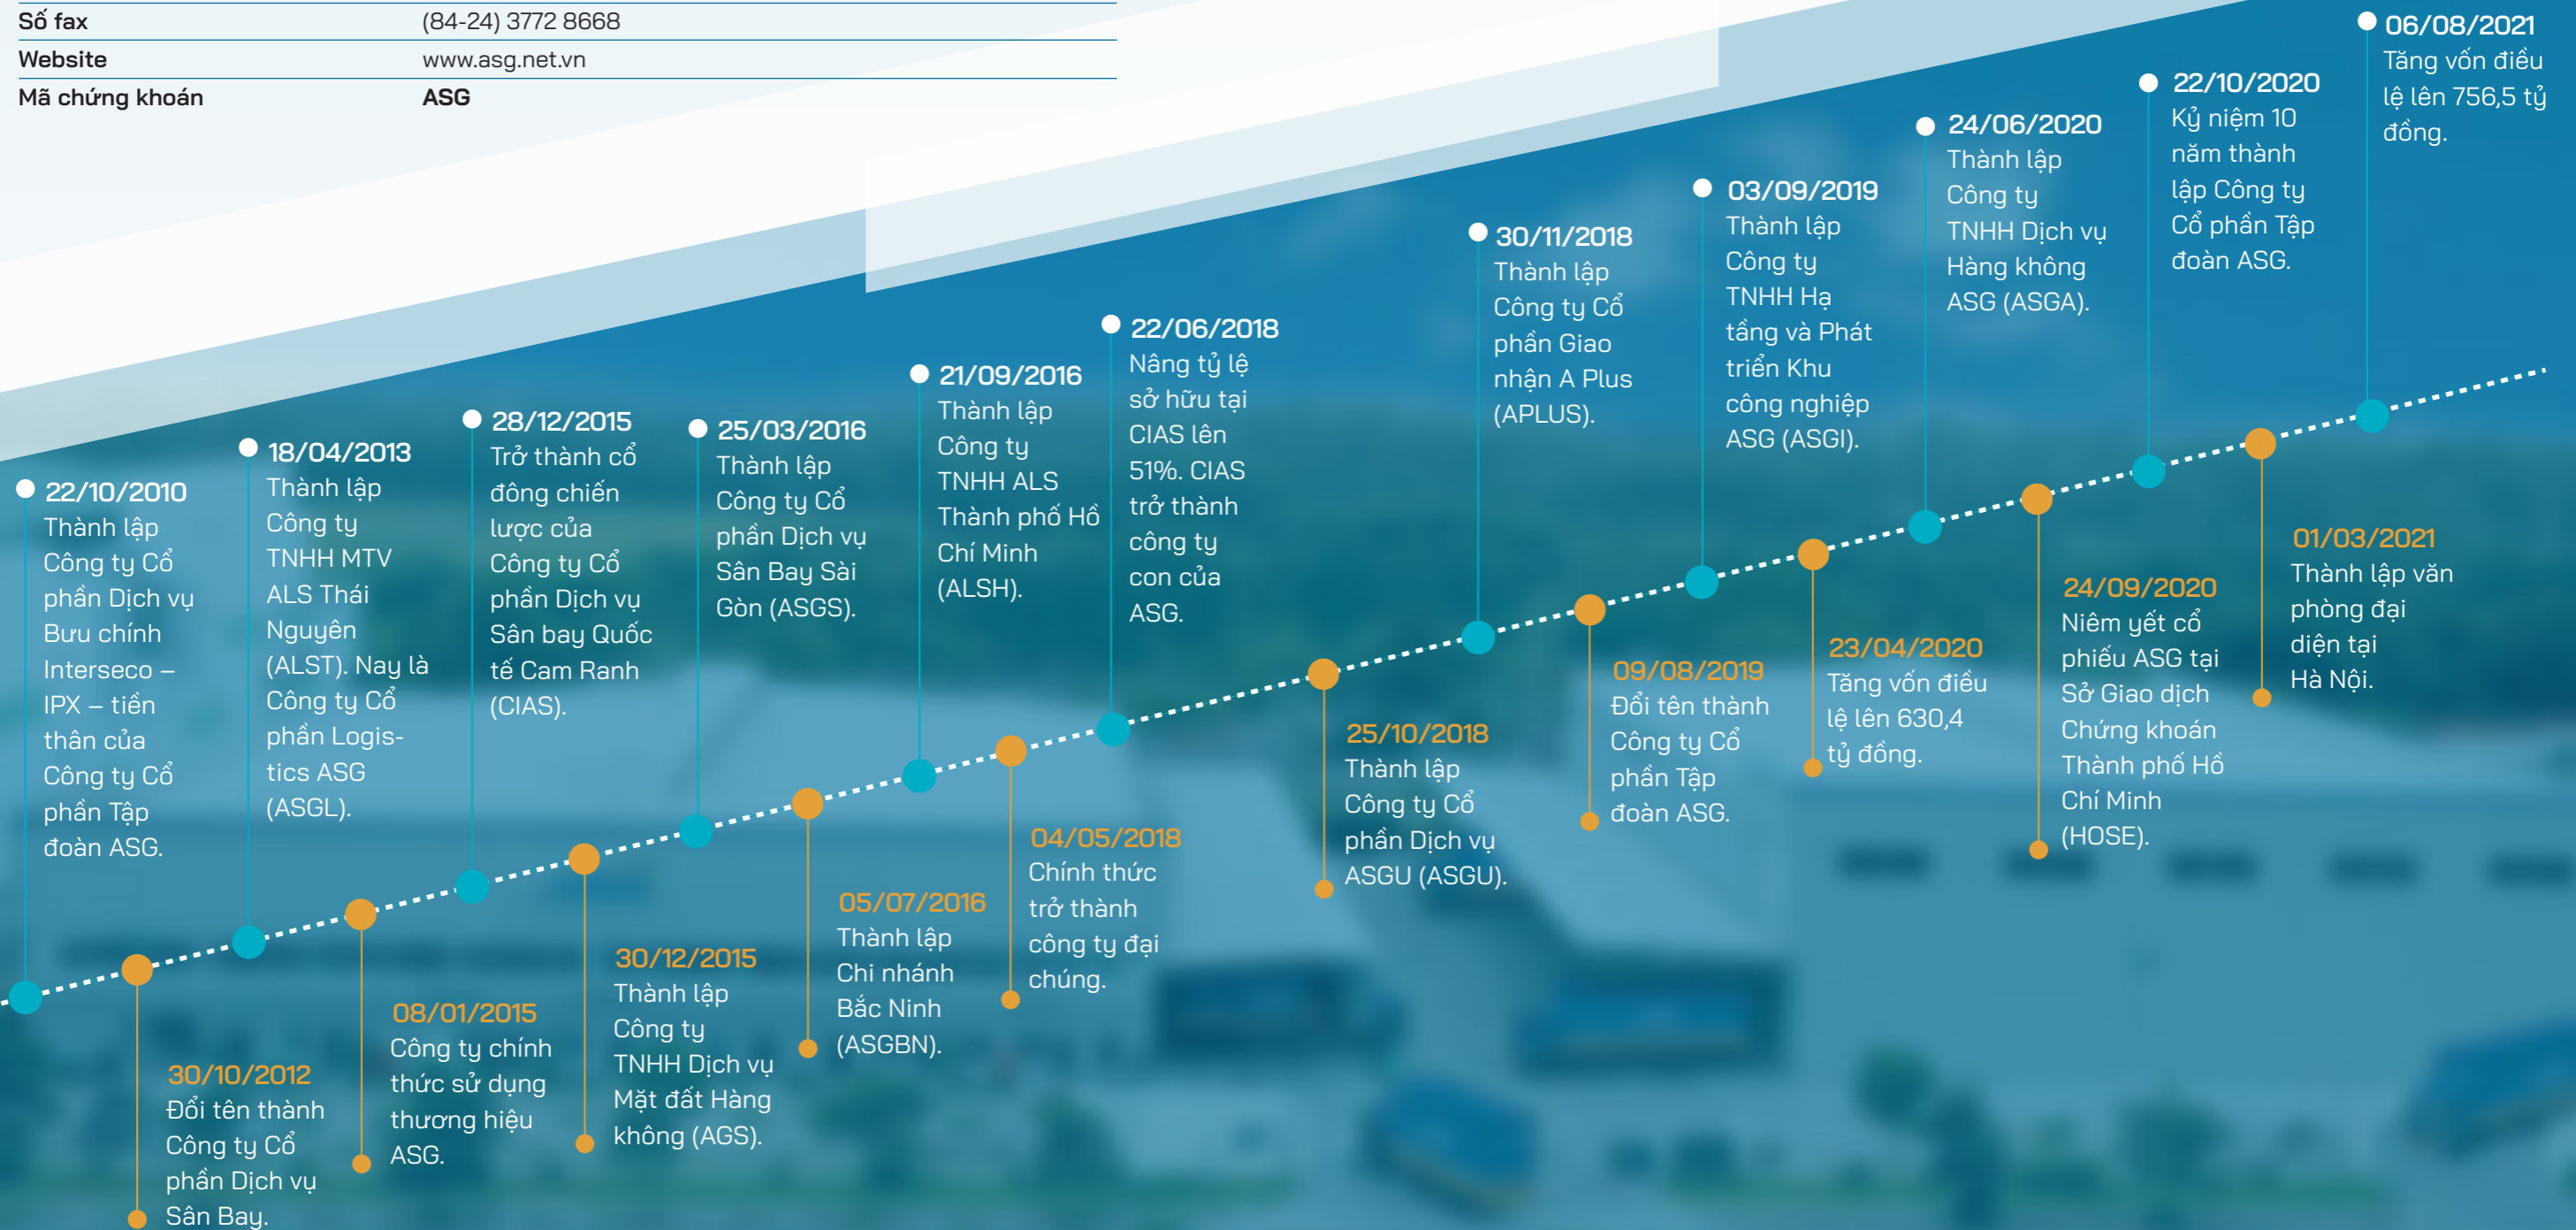 Số fax (84-24) 3772 8668
Website www.asg.net.vn
Mã chứng khoán ASG
22/10/2010
Thành lập
Công ty Cổ
phần Dịch vụ
Bưu chính
Interseco –
IPX – tiền
thân của
Công ty Cổ
phần Tập
đoàn ASG.
30/10/2012
Đổi tên thành
Công ty Cổ
phần Dịch vụ
Sân Bay.
18/04/2013
Thành lập
Công ty
TNHH MTV
ALS Thái
Nguyên
(ALST). Nay là
Công ty Cổ
phần Logis-
tics ASG
(ASGL).
08/01/2015
Công ty chính
thức sử dụng
thương hiệu
ASG.
28/12/2015
Trở thành cổ
đông chiến
lược của
Công ty Cổ
phần Dịch vụ
Sân bay Quốc
tế Cam Ranh
(CIAS).
30/12/2015
Thành lập
Công ty
TNHH Dịch vụ
Mặt đất Hàng
không (AGS).
25/03/2016
Thành lập
Công ty Cổ
phần Dịch vụ
Sân Bay Sài
Gòn (ASGS).
05/07/2016
Thành lập
Chi nhánh
Bắc Ninh
(ASGBN).
21/09/2016
Thành lập
Công ty
TNHH ALS
Thành phố Hồ
Chí Minh
(ALSH).
04/05/2018
Chính thức
trở thành
công ty đại
chúng.
22/06/2018
Nâng tỷ lệ
sở hữu tại
CIAS lên
51%. CIAS
trở thành
công ty
con của
ASG.
25/10/2018
Thành lập
Công ty Cổ
phần Dịch vụ
ASGU (ASGU).
30/11/2018
Thành lập
Công ty Cổ
phần Giao
nhận A Plus
(APLUS).
09/08/2019
Đổi tên thành
Công ty Cổ
phần Tập
đoàn ASG.
03/09/2019
Thành lập
Công ty
TNHH Hạ
tầng và Phát
triển Khu
công nghiệp
ASG (ASGI).
23/04/2020
Tăng vốn điều
lệ lên 630,4
tỷ đồng.
24/06/2020
Thành lập
Công ty
TNHH Dịch vụ
Hàng không
ASG (ASGA).
24/09/2020
Niêm yết cổ
phiếu ASG tại
Sở Giao dịch
Chứng khoán
Thành phố Hồ
Chí Minh
(HOSE).
22/10/2020
Kỷ niệm 10
năm thành
lập Công ty
Cổ phần Tập
đoàn ASG.
01/03/2021
Thành lập văn
phòng đại
diện tại
Hà Nội.
06/08/2021
Tăng vốn điều
lệ lên 756,5 tỷ
đồng.